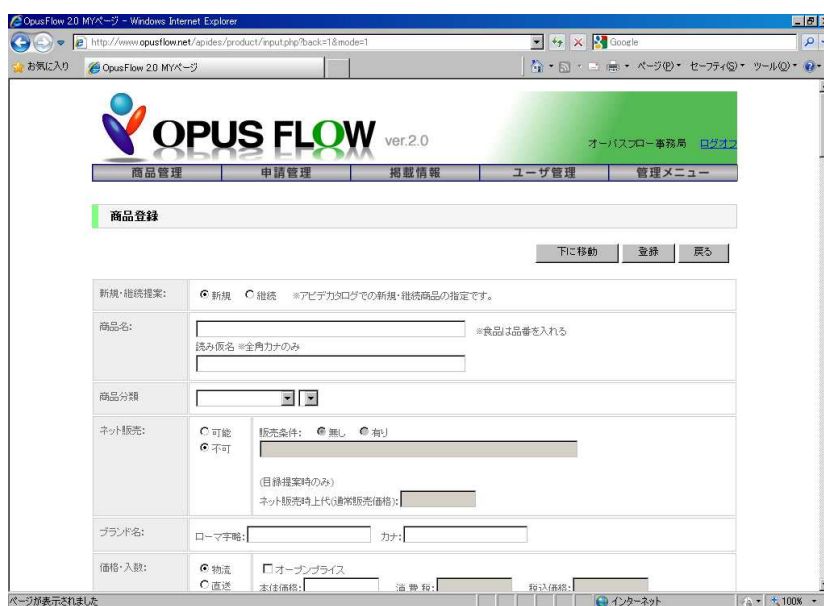 OpusFlow 2.0 MYページ - Windows Internet Explorer
http://www.opusflow.net/apides/product/input.php?back=1&mode=1
Google
お気に入り
OpusFlow 2.0 MYページ
ページ(P)
セーフティ(S)
ツール(O)
OPUS FLOW ver.2.0
オーパスフロー事務局 ログオフ
商品管理 申請管理 掲載情報 ユーザ管理 管理メニュー
商品登録
下に移動 登録 戻る
新規・継続提案: 新規 継続 ※アピデカタログでの新規・継続商品の指定です。
商品名: ※食品は品番を入れる
読み仮名 ※全角カナのみ
商品分類
ネット販売: 可能 販売条件: 無し 有り
不可
(目録提案時のみ)
ネット販売時上代(通常販売価格):
ブランド名: ローマ字略: カナ:
価格・入数: 物流 オープンプライス
直送 本体価格: 消費税: 税込価格:
ページが表示されました
インターネット
100%